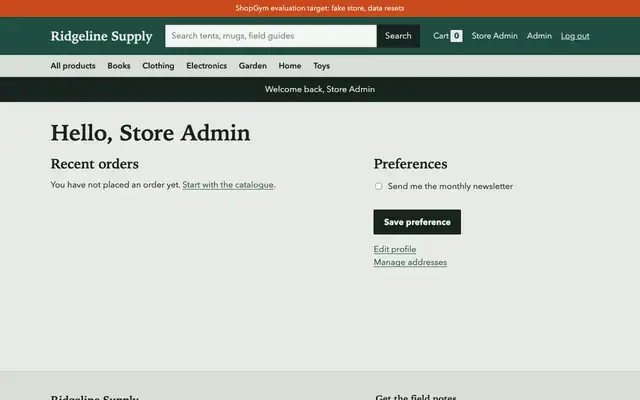 ShopGym evaluation target: fake store, data resets
Ridgeline Supply
Search tents, mugs, field guides
Search
Cart 0
Store Admin
Admin
Log out
All products
Books
Clothing
Electronics
Garden
Home
Toys
Welcome back, Store Admin
Hello, Store Admin
Recent orders
You have not placed an order yet. Start with the catalogue.
Preferences
Send me the monthly newsletter
Save preference
Edit profile
Manage addresses
Ridgeline Supply
Get the field notes